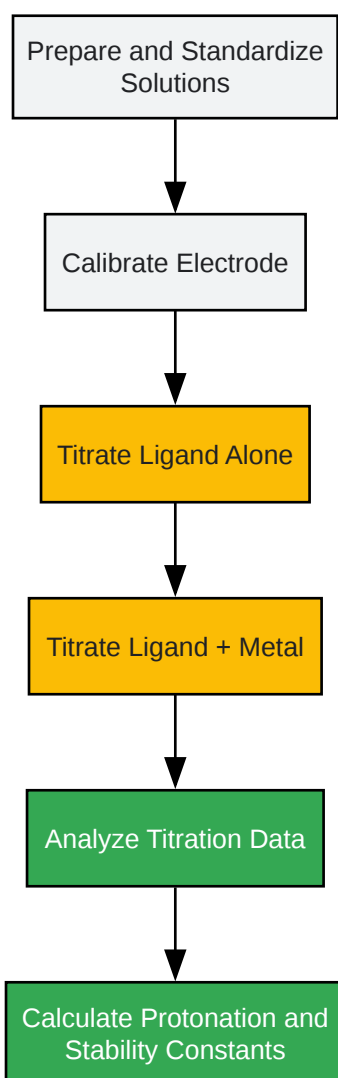 Prepare and Standardize
Solutions
Calibrate Electrode
Titrate Ligand Alone
Titrate Ligand + Metal
Analyze Titration Data
Calculate Protonation and
Stability Constants